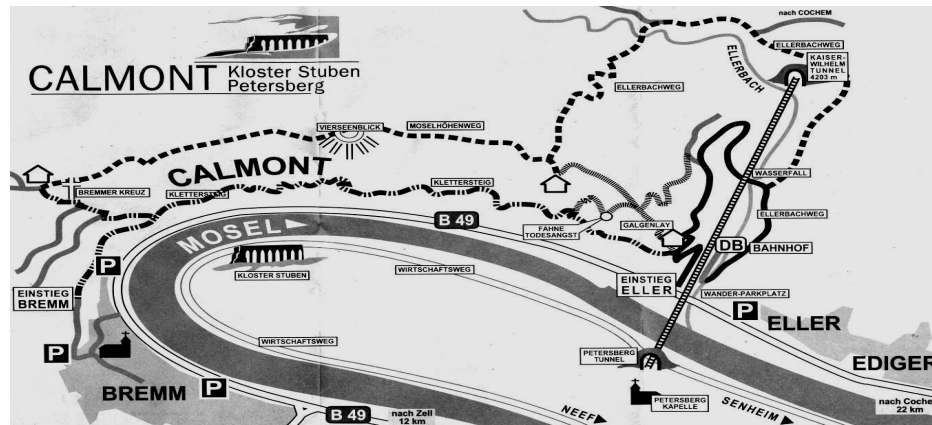 CALMONT
Kloster Stuben
Petersberg
nach COCHEM
ELLERBACHWEG
KAISER-
WILHELM
TUNNEL
4203 m
ELLERBACH
ELLERBACHWEG
VIERSEENBLICK
MOSELHÖHENWEG
CALMONT
WASSERFALL
BREMMER KREUZ
KLETTERSTEIG
KLETTERSTEIG
ELLERBACHWEG
B 49
FAHNE
TODESANGST
GALGENLAY
MOSEL
DB
BAHNHOF
P
KLOSTER STUBEN
WIRTSCHAFTSWEG
EINSTIEG
ELLER
EINSTIEG
BREMM
WANDER-PARKPLATZ
P
ELLER
WIRTSCHAFTSWEG
P
PETERSBERG
TUNNEL
EDIGER
BREMM
P
PETERSBERG
KAPELLE
nach Coche
22 km
B 49
nach Zell
12 km
NEEF
SENHEIM